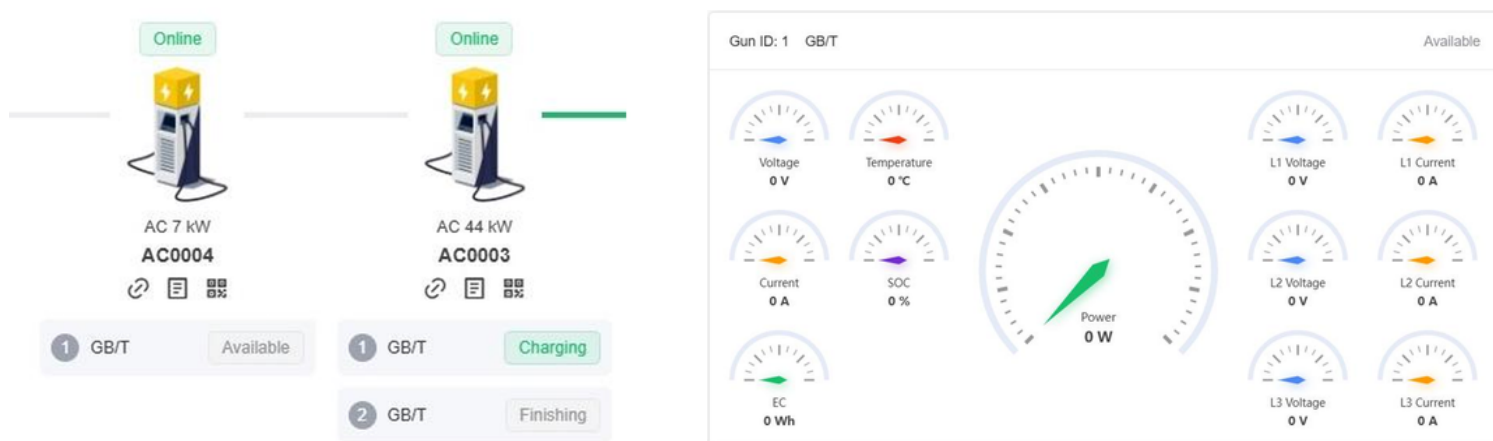 Online
AC 7 kW
AC0004
1 GB/T Available
Online
AC 44 kW
AC0003
1 GB/T Charging
2 GB/T Finishing
Gun ID: 1 GB/T Available
Voltage
0 V
Temperature
0 °C
Current
0 A
SOC
0 %
EC
0 Wh
Power
0 W
L1 Voltage
0 V
L1 Current
0 A
L2 Voltage
0 V
L2 Current
0 A
L3 Voltage
0 V
L3 Current
0 A